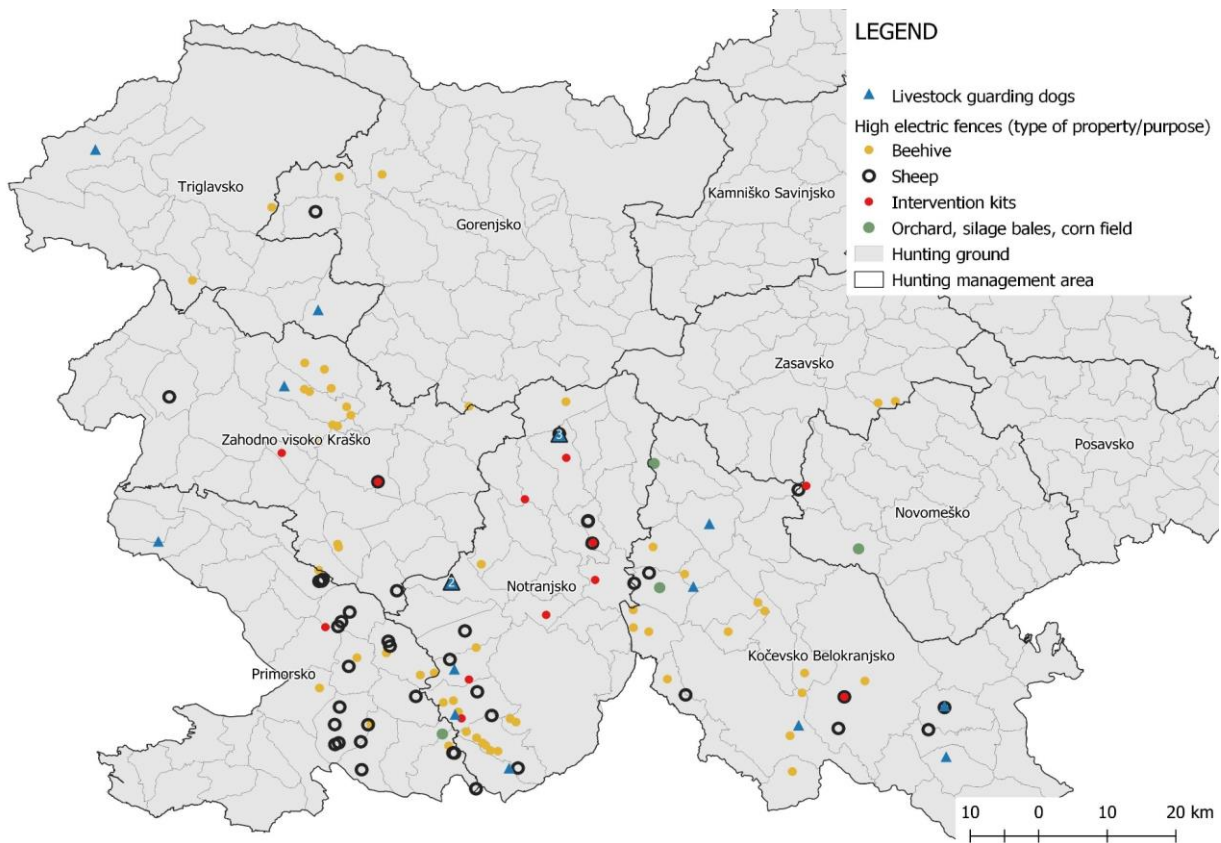 LEGEND
Livestock guarding dogs
High electric fences (type of property/purpose)
Beehive
Sheep
Intervention kits
Orchard, silage bales, corn field
Hunting ground
Hunting management area
Triglavsko
Gorenjsko
Kamniško Savinjsko
Zasavsko
Zahodno visoko Kraško
3
Posavsko
Novomeško
2
Notranjsko
Kočevsko Belokranjsko
Primorsko
10 0 10 20 km